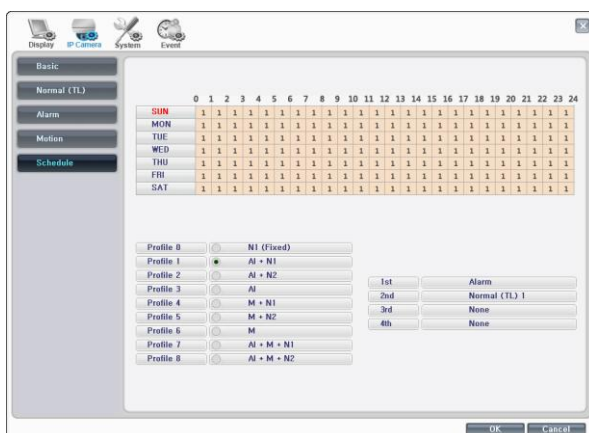 Display IP Camera System Event
X
Basic
Normal (TL)
Alarm
Motion
Schedule
0 1 2 3 4 5 6 7 8 9 10 11 12 13 14 15 16 17 18 19 20 21 22 23 24
SUN 1 1 1 1 1 1 1 1 1 1 1 1 1 1 1 1 1 1 1 1 1 1 1 1
MON 1 1 1 1 1 1 1 1 1 1 1 1 1 1 1 1 1 1 1 1 1 1 1 1
TUE 1 1 1 1 1 1 1 1 1 1 1 1 1 1 1 1 1 1 1 1 1 1 1 1
WED 1 1 1 1 1 1 1 1 1 1 1 1 1 1 1 1 1 1 1 1 1 1 1 1
THU 1 1 1 1 1 1 1 1 1 1 1 1 1 1 1 1 1 1 1 1 1 1 1 1
FRI 1 1 1 1 1 1 1 1 1 1 1 1 1 1 1 1 1 1 1 1 1 1 1 1
SAT 1 1 1 1 1 1 1 1 1 1 1 1 1 1 1 1 1 1 1 1 1 1 1 1
Profile 0 N1 (Fixed)
Profile 1 AI + N1
Profile 2 AI + N2
Profile 3 AI
Profile 4 M + N1
Profile 5 M + N2
Profile 6 M
Profile 7 AI + M + N1
Profile 8 AI + M + N2
1st Alarm
2nd Normal (TL) 1
3rd None
4th None
OK Cancel